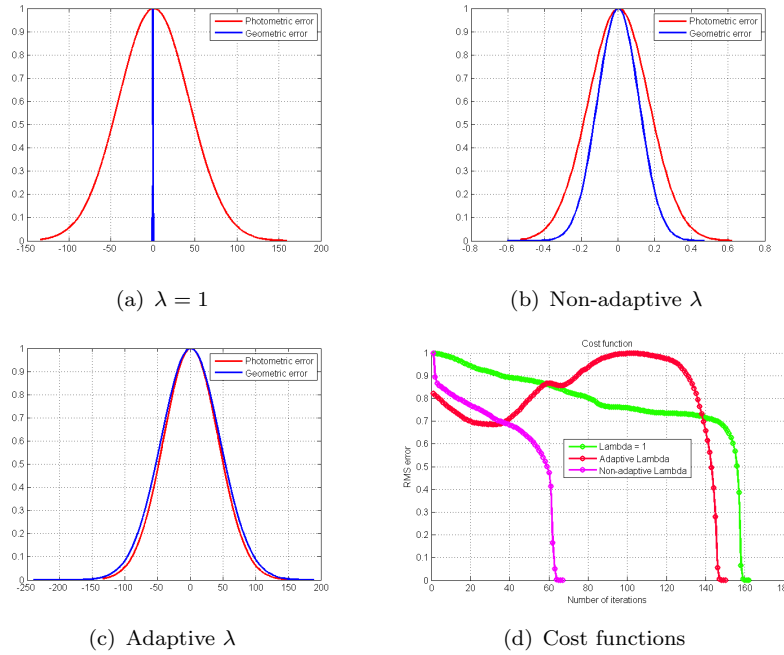 1
0.9
0.8
0.7
0.6
0.5
0.4
0.3
0.2
0.1
0
-150 -100 -50 0 50 100 150 200
Photometric error
Geometric error
(a) λ = 1
1
0.9
0.8
0.7
0.6
0.5
0.4
0.3
0.2
0.1
0
-0.8 -0.6 -0.4 -0.2 0 0.2 0.4 0.6 0.8
Photometric error
Geometric error
(b) Non-adaptive λ
1
0.9
0.8
0.7
0.6
0.5
0.4
0.3
0.2
0.1
0
-250 -200 -150 -100 -50 0 50 100 150 200
Photometric error
Geometric error
(c) Adaptive λ
Cost function
1
0.9
0.8
0.7
0.6
0.5
0.4
0.3
0.2
0.1
0
RMS error
Lambda = 1
Adaptive Lambda
Non-adaptive Lambda
0 20 40 60 80 100 120 140 160
Number of iterations
(d) Cost functions